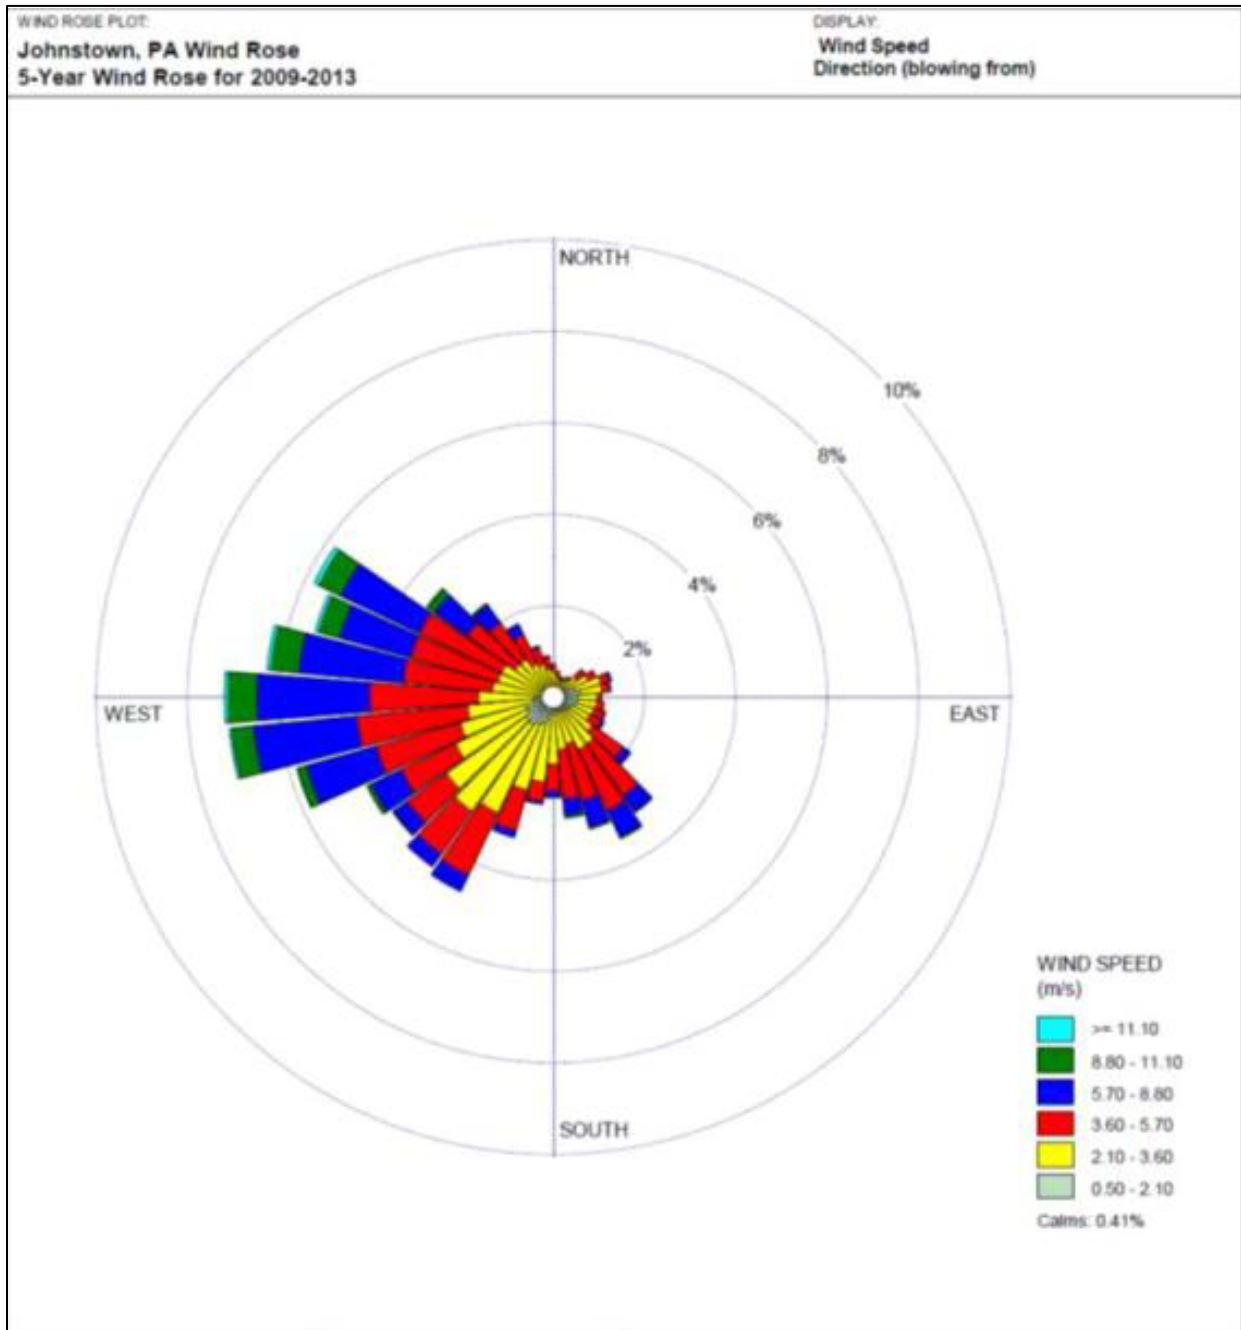 WIND ROSE PLOT:
Johnstown, PA Wind Rose
5-Year Wind Rose for 2009-2013
DISPLAY:
Wind Speed
Direction (blowing from)
NORTH
10%
8%
6%
4%
2%
WEST
EAST
SOUTH
WIND SPEED
(m/s)
>= 11.10
8.80 - 11.10
5.70 - 8.80
3.60 - 5.70
2.10 - 3.60
0.50 - 2.10
Calms: 0.41%